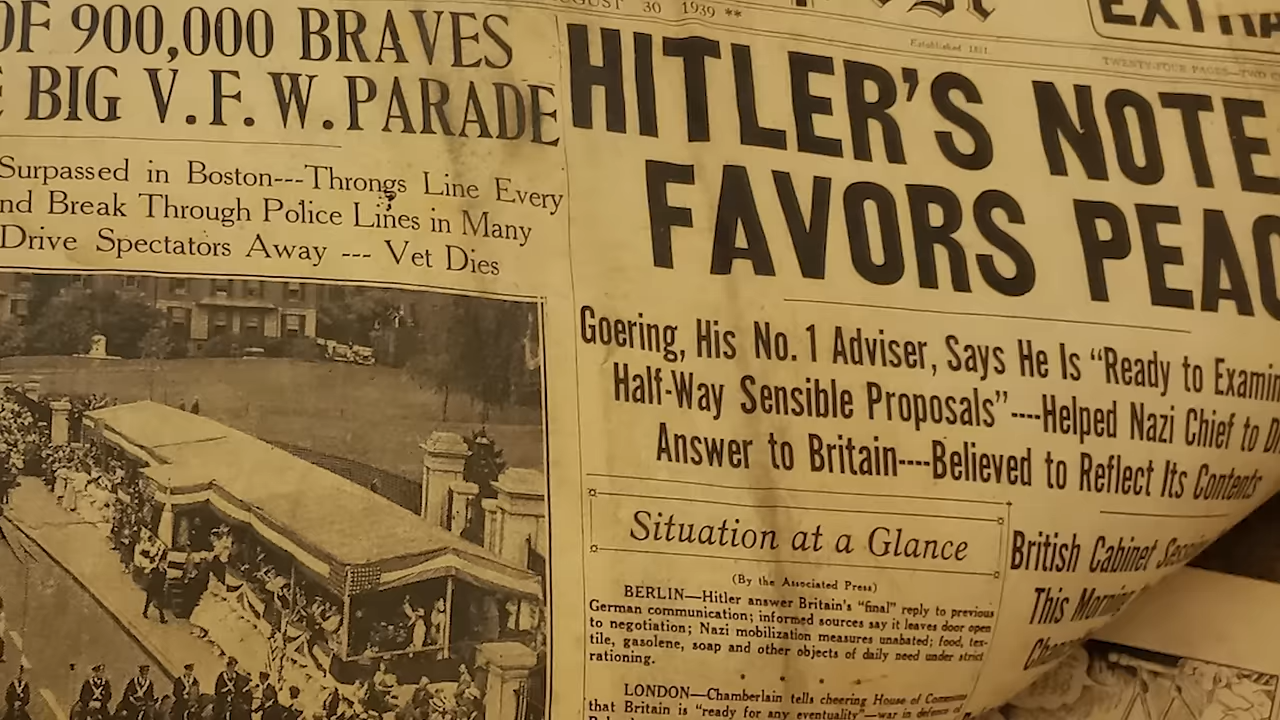 30 1939 **
EXTRA
Established 1831
TWENTY-FOUR PAGES—TWO
OF 900,000 BRAVES
BIG V. F. W. PARADE
Surpassed in Boston---Throngs Line Every
nd Break Through Police Lines in Many
Drive Spectators Away --- Vet Dies
HITLER'S NOTE
FAVORS PEAC
Goering, His No. 1 Adviser, Says He Is “Ready to Examin
Half-Way Sensible Proposals”----Helped Nazi Chief to
Answer to Britain----Believed to Reflect Its Contents
Situation at a Glance
(By the Associated Press)
BERLIN—Hitler answer Britain's "final" reply to previous
German communication; informed sources say it leaves door open
to negotiation; Nazi mobilization measures unabated; food, tex-
tile, gasolene, soap and other objects of daily need under strict
rationing.
LONDON—Chamberlain tells cheering House of Commons
that Britain is "ready for any eventuality"—war in defence of
British Cabinet
This Morning